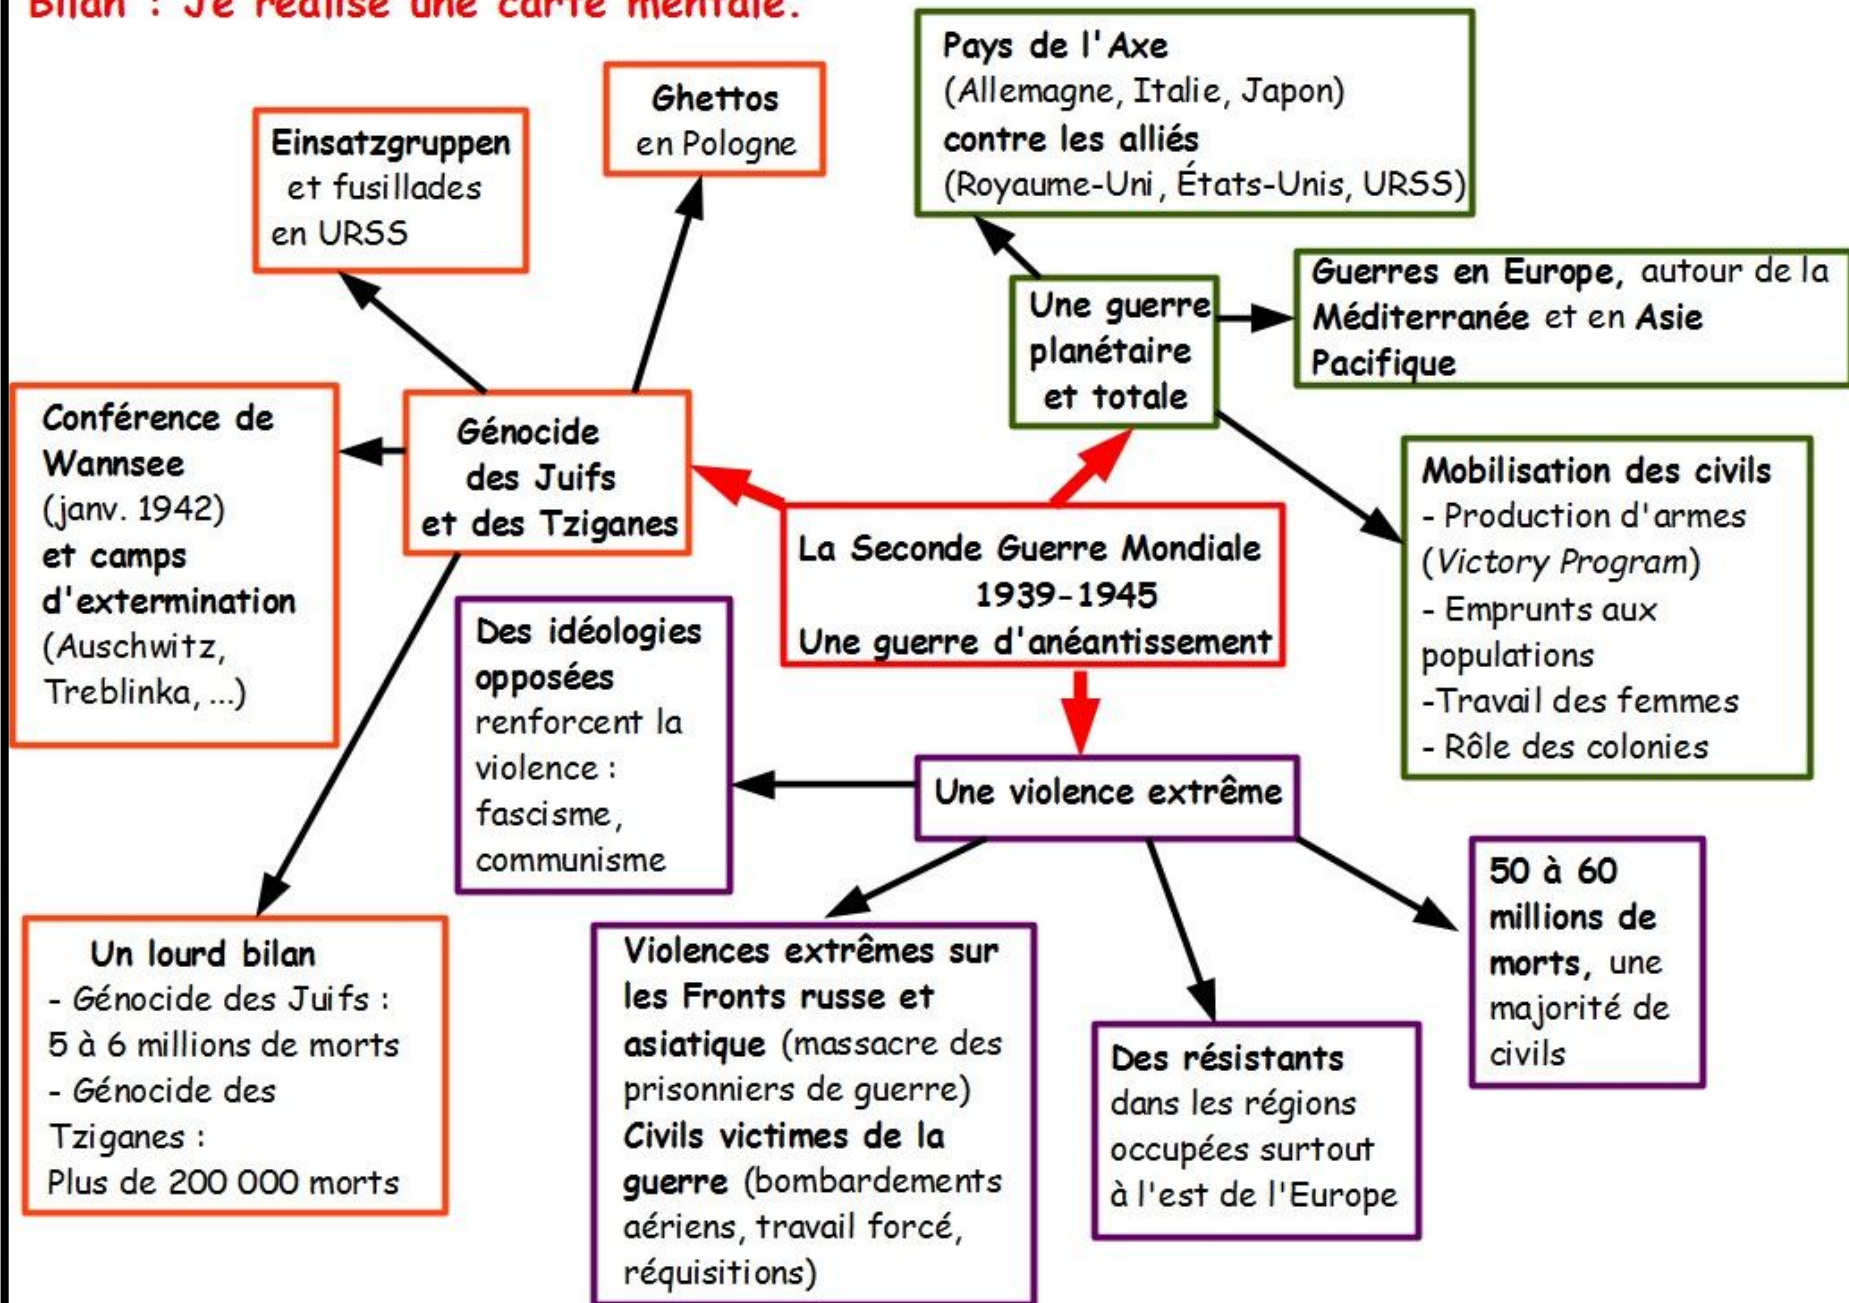 Bilan : Je réalise une carte mentale.
Pays de l'Axe
(Allemagne, Italie, Japon)
contre les alliés
(Royaume-Uni, États-Unis, URSS)
Ghettos
en Pologne
Einsatzgruppen
et fusillades
en URSS
Une guerre
planétaire
et totale
Guerres en Europe, autour de la
Méditerranée et en Asie
Pacifique
Conférence de
Wannsee
(janv. 1942)
et camps
d'extermination
(Auschwitz,
Treblinka, ...)
Génocide
des Juifs
et des Tziganes
La Seconde Guerre Mondiale
1939-1945
Une guerre d'anéantissement
Mobilisation des civils
- Production d'armes
(Victory Program)
- Emprunts aux
populations
-Travail des femmes
- Rôle des colonies
Des idéologies
opposées
renforcent la
violence :
fascisme,
communisme
Une violence extrême
50 à 60
millions de
morts, une
majorité de
civils
Un lourd bilan
- Génocide des Juifs :
5 à 6 millions de morts
- Génocide des
Tziganes :
Plus de 200 000 morts
Violences extrêmes sur
les Fronts russe et
asiatique (massacre des
prisonniers de guerre)
Civils victimes de la
guerre (bombardements
aériens, travail forcé,
réquisitions)
Des résistants
dans les régions
occupées surtout
à l'est de l'Europe